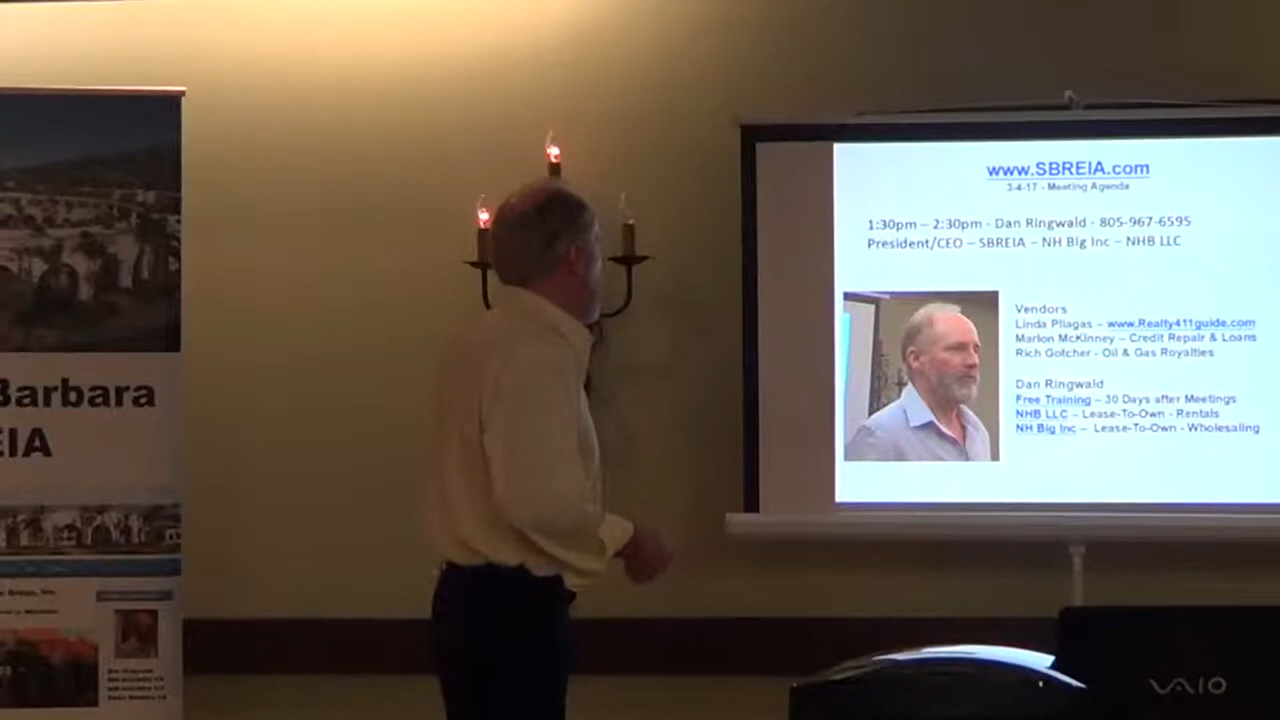 Barbara
EIA
www.SBREIA.com
3-4-17 - Meeting Agenda
1:30pm – 2:30pm - Dan Ringwald - 805-967-6595
President/CEO – SBREIA – NH Big Inc – NHB LLC
Vendors
Linda Pliagas – www.Realty411guide.com
Marlon McKinney – Credit Repair & Loans
Rich Gotcher - Oil & Gas Royalties
Dan Ringwald
Free Training – 30 Days after Meetings
NHB LLC – Lease-To-Own - Rentals
NH Big Inc – Lease-To-Own - Wholesaling
VAIO